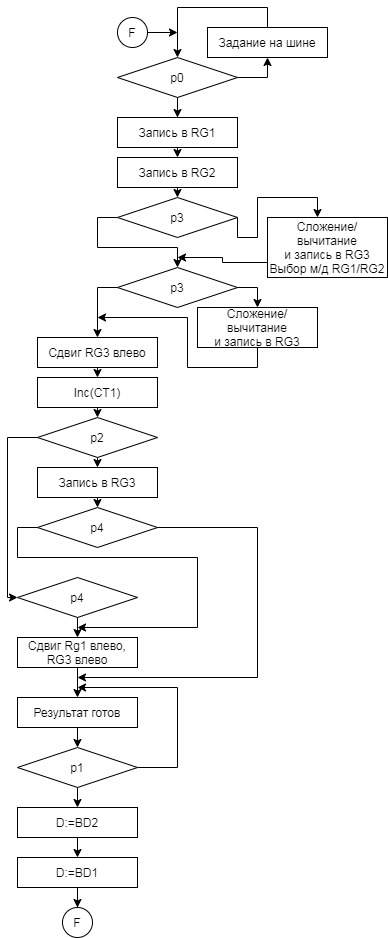 F
Задание на шине
p0
Запись в RG1
Запись в RG2
p3
Сложение/
вычитание
и запись в RG3
Выбор м/д RG1/RG2
p3
Сложение/
вычитание
и запись в RG3
Сдвиг RG3 влево
Inc(CT1)
p2
Запись в RG3
p4
p4
Сдвиг Rg1 влево,
RG3 влево
Результат готов
p1
D:=BD2
D:=BD1
F